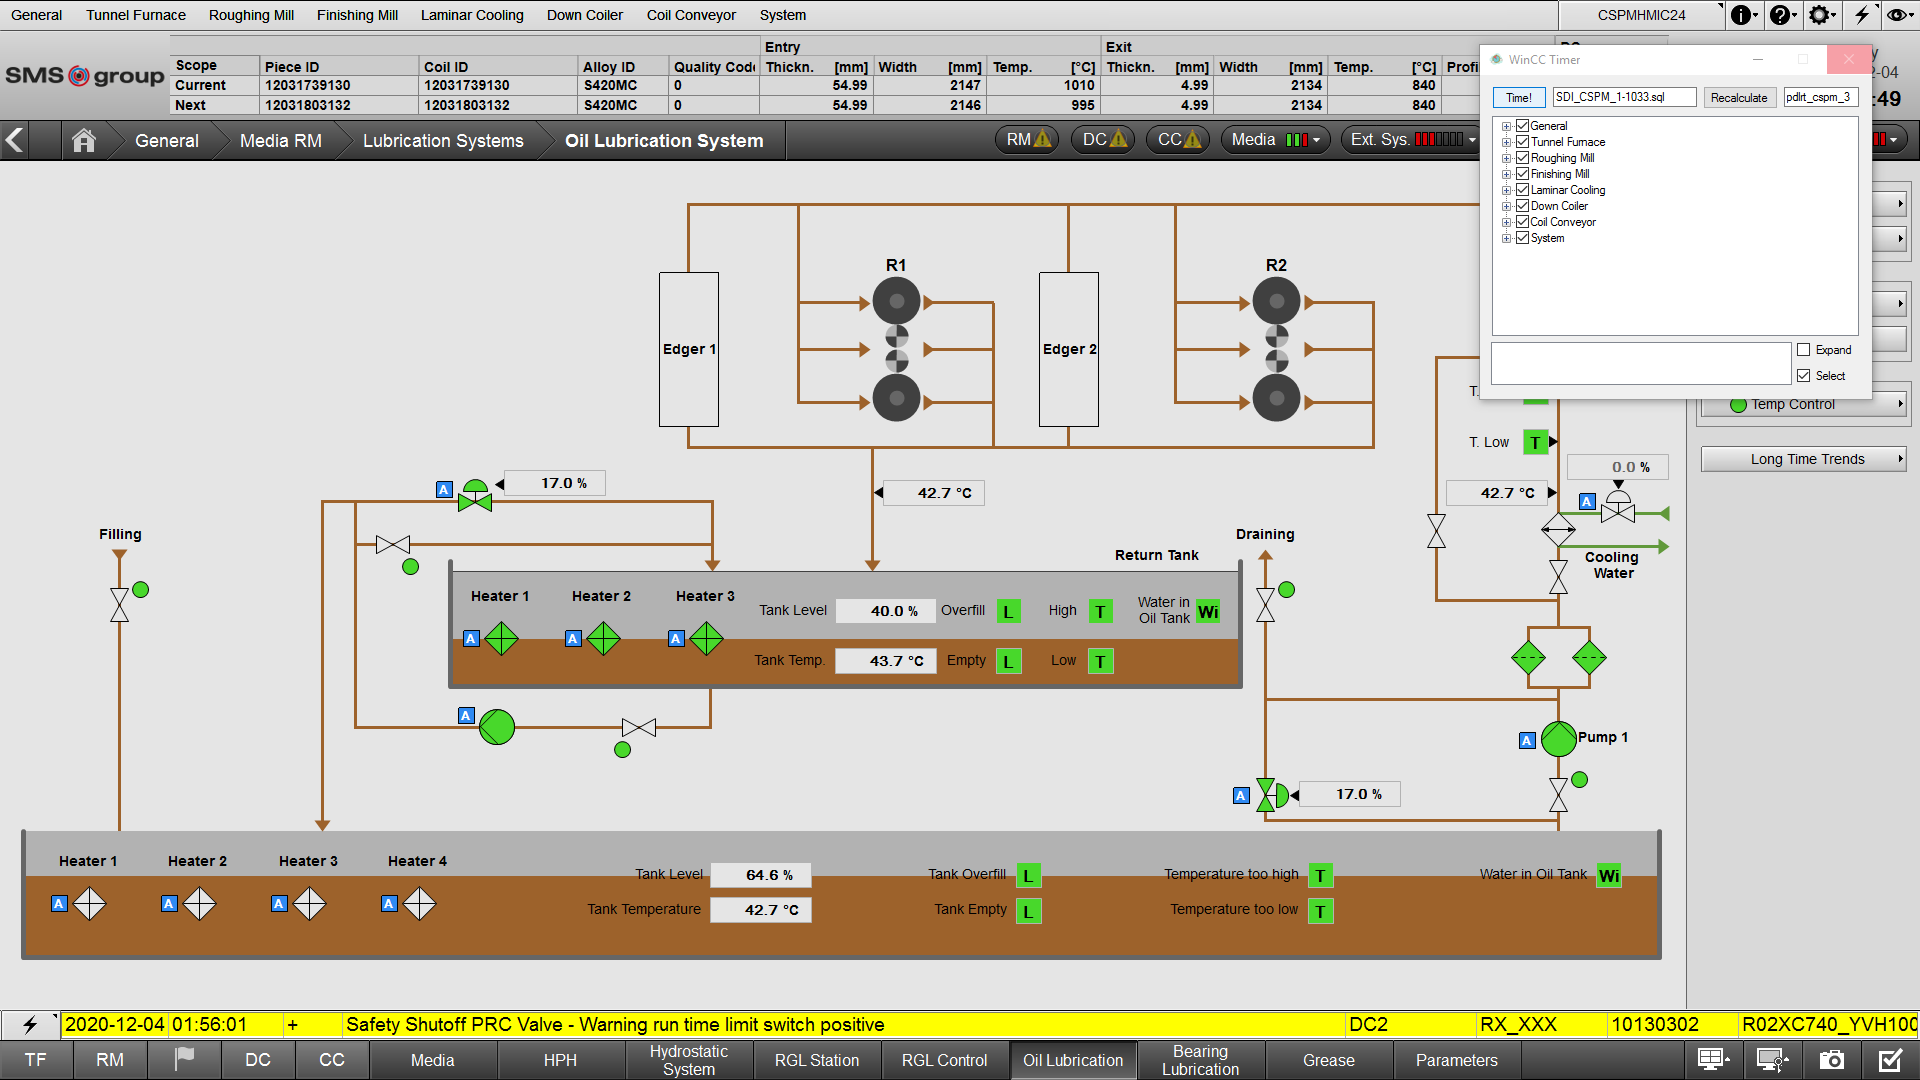 General Tunnel Furnace Roughing Mill Finishing Mill Laminar Cooling Down Coiler Coil Conveyor System CSPMHMIC24
SMS group
Entry Exit
Scope Piece ID Coil ID Alloy ID Quality Code Thickn. [mm] Width [mm] Temp. [°C] Thickn. [mm] Width [mm] Temp. [°C] Profi
Current 12031739130 12031739130 S420MC 0 54.99 2147 1010 4.99 2134 840
Next 12031803132 12031803132 S420MC 0 54.99 2146 995 4.99 2134 840
-04
:49
General Media RM Lubrication Systems Oil Lubrication System RM DC CC Media Ext. Sys.
WinCC Timer
Time! SDI_CSPM_1-1033.sql Recalculate pdlrt_cspm_3
General
Tunnel Furnace
Roughing Mill
Finishing Mill
Laminar Cooling
Down Coiler
Coil Conveyor
System
Expand
Select
Temp Control
Long Time Trends
R1 R2
Edger 1 Edger 2
T.
T. Low T
0.0 %
A 17.0 %
42.7 °C
42.7 °C
A
Cooling Water
Filling
Draining
Return Tank
Heater 1 Heater 2 Heater 3
A A A
Tank Level 40.0 % Overfill L High T Water in Oil Tank Wi
Tank Temp. 43.7 °C Empty L Low T
A
A Pump 1
A 17.0 %
Heater 1 Heater 2 Heater 3 Heater 4
A A A A
Tank Level 64.6 % Tank Overfill L Temperature too high T Water in Oil Tank Wi
Tank Temperature 42.7 °C Tank Empty L Temperature too low T
2020-12-04 01:56:01 + Safety Shutoff PRC Valve - Warning run time limit switch positive DC2 RX_XXX 10130302 R02XC740_YVH100
TF RM DC CC Media HPH Hydrostatic System RGL Station RGL Control Oil Lubrication Bearing Lubrication Grease Parameters